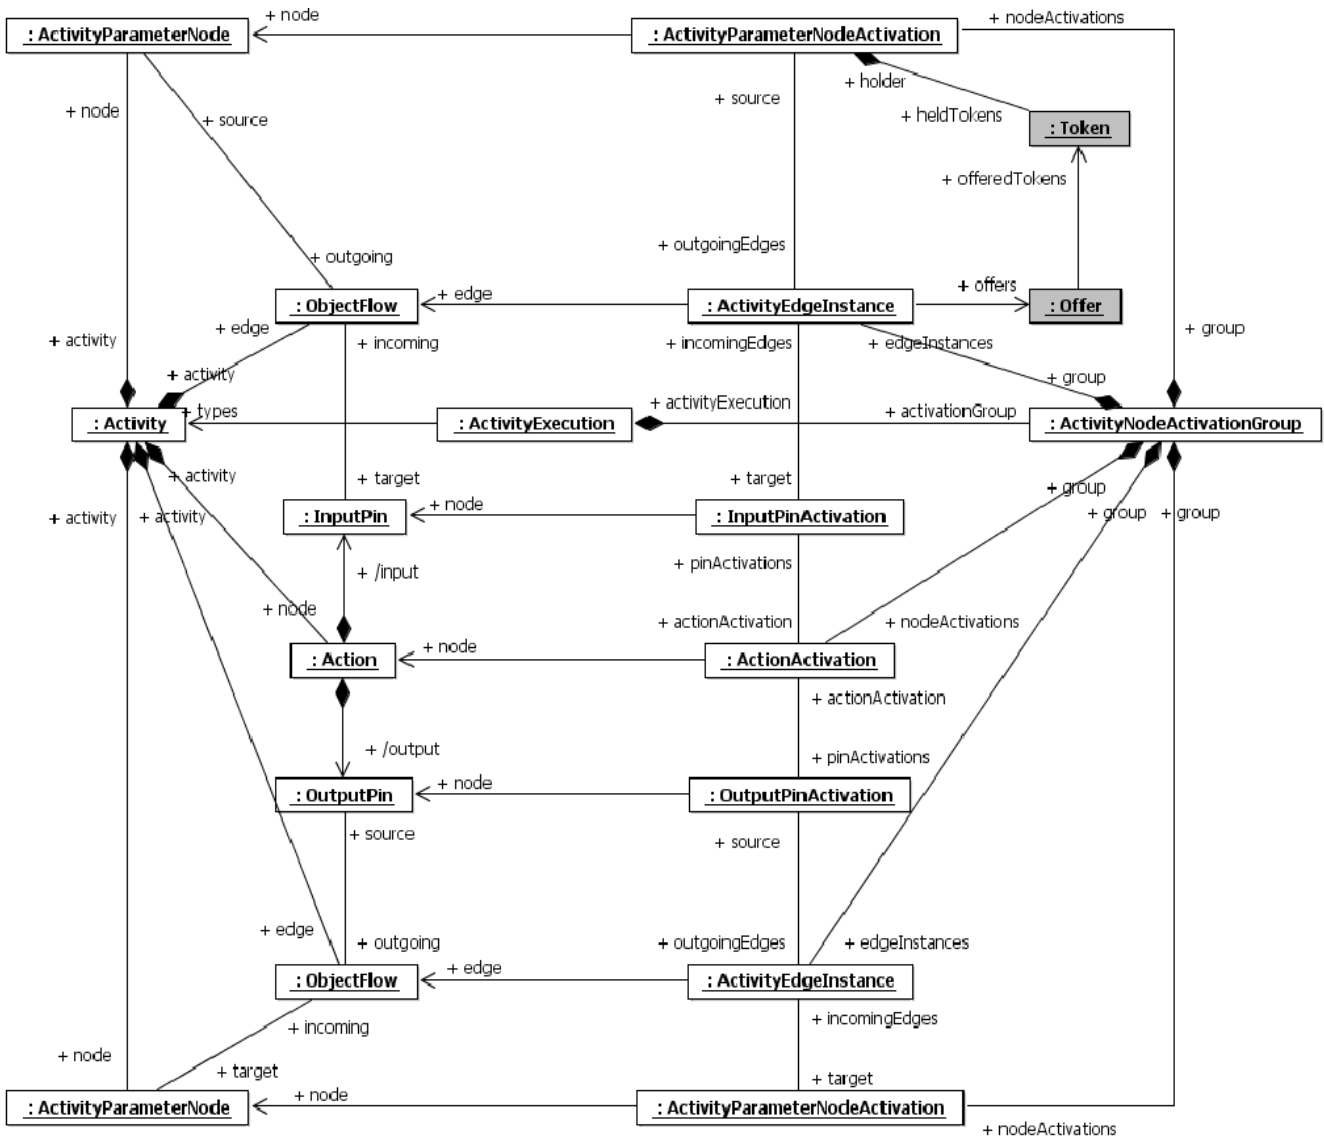 + node
+ nodeActivations
: ActivityParameterNode
: ActivityParameterNodeActivation
+ holder
+ node
+ source
+ source
+ heldTokens
: Token
+ offeredTokens
+ outgoing
+ outgoingEdges
+ edge
+ offers
: ObjectFlow
: ActivityEdgeInstance
: Offer
+ activity
+ edge
+ incoming
+ incomingEdges
+ edgeInstances
+ group
+ activity
+ group
+ types
+ activityExecution
+ activationGroup
: Activity
: ActivityExecution
: ActivityNodeActivationGroup
+ activity
+ target
+ target
+ group
+ activity
+ activity
+ node
+ group
+ group
: InputPin
: InputPinActivation
+ /input
+ pinActivations
+ node
+ actionActivation
+ nodeActivations
+ node
: Action
: ActionActivation
+ actionActivation
+ /output
+ pinActivations
+ node
: OutputPin
: OutputPinActivation
+ source
+ source
+ edge
+ outgoing
+ outgoingEdges
+ edgeInstances
+ edge
: ObjectFlow
: ActivityEdgeInstance
+ incoming
+ incomingEdges
+ node
+ target
+ target
+ node
: ActivityParameterNode
: ActivityParameterNodeActivation
+ nodeActivations